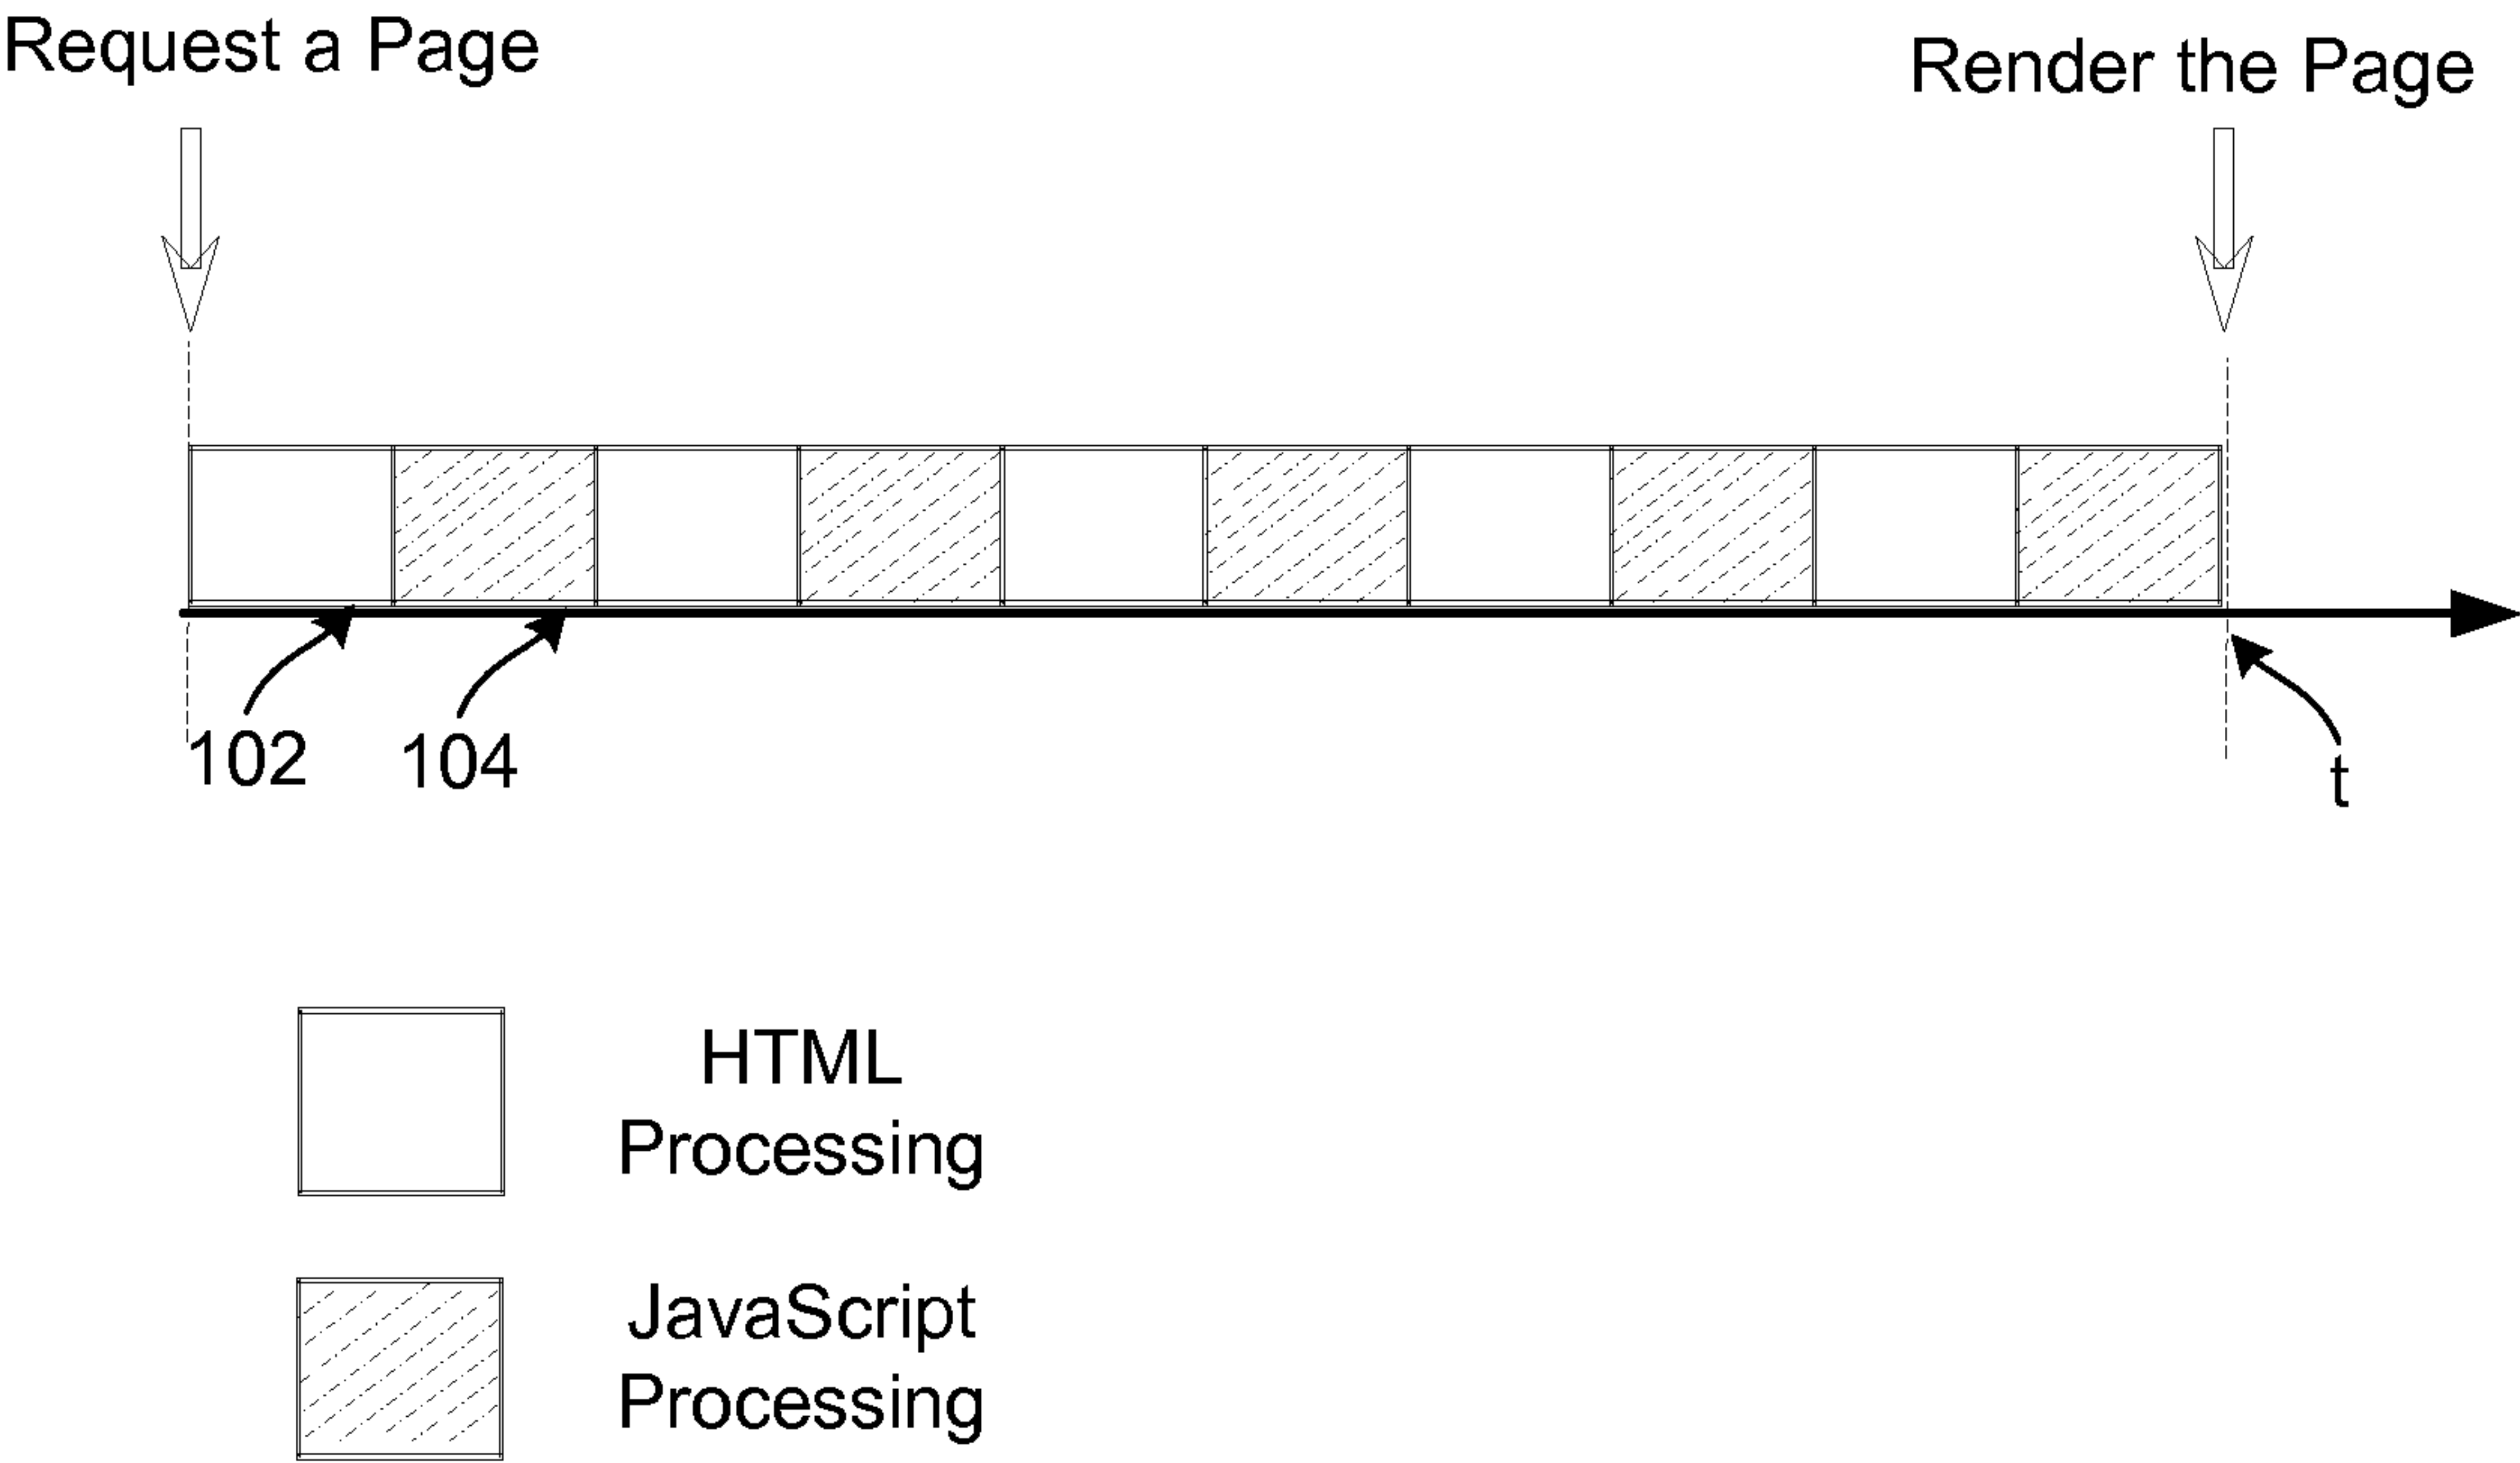 Request a Page
Render the Page
102
104
t
HTML
Processing
JavaScript
Processing